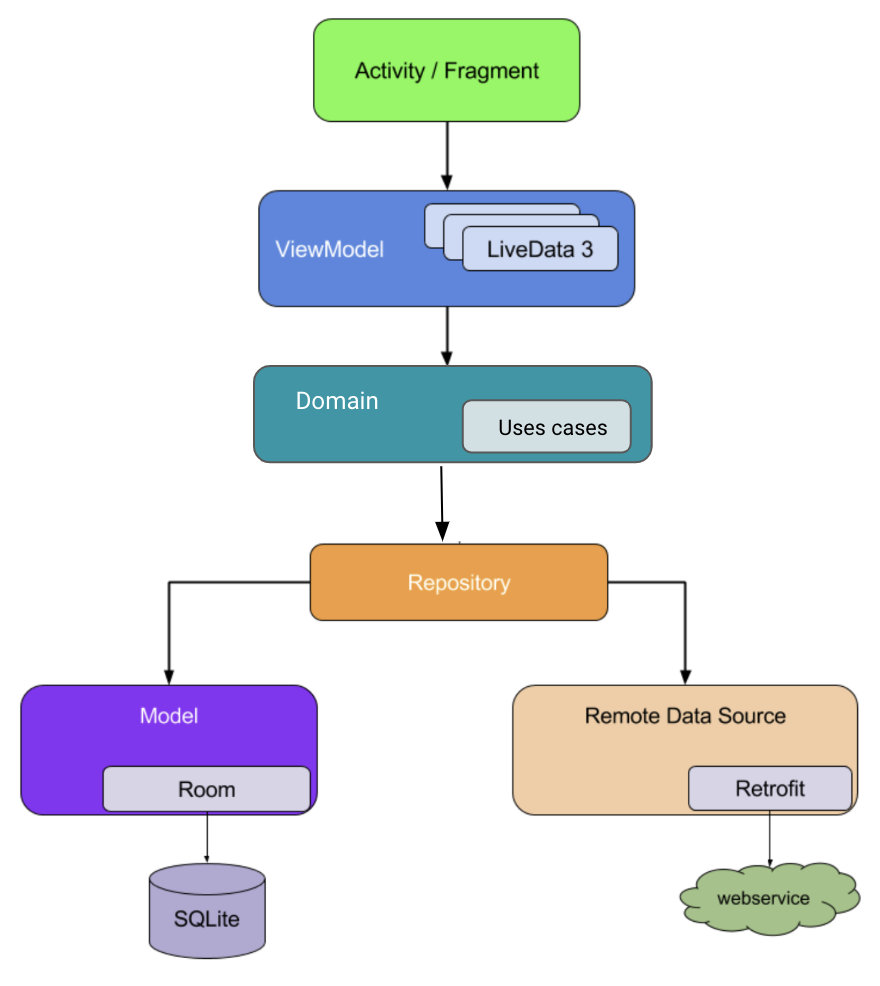 Activity / Fragment
ViewModel
LiveData 3
Domain
Uses cases
Repository
Model
Remote Data Source
Room
Retrofit
SQLite
webservice